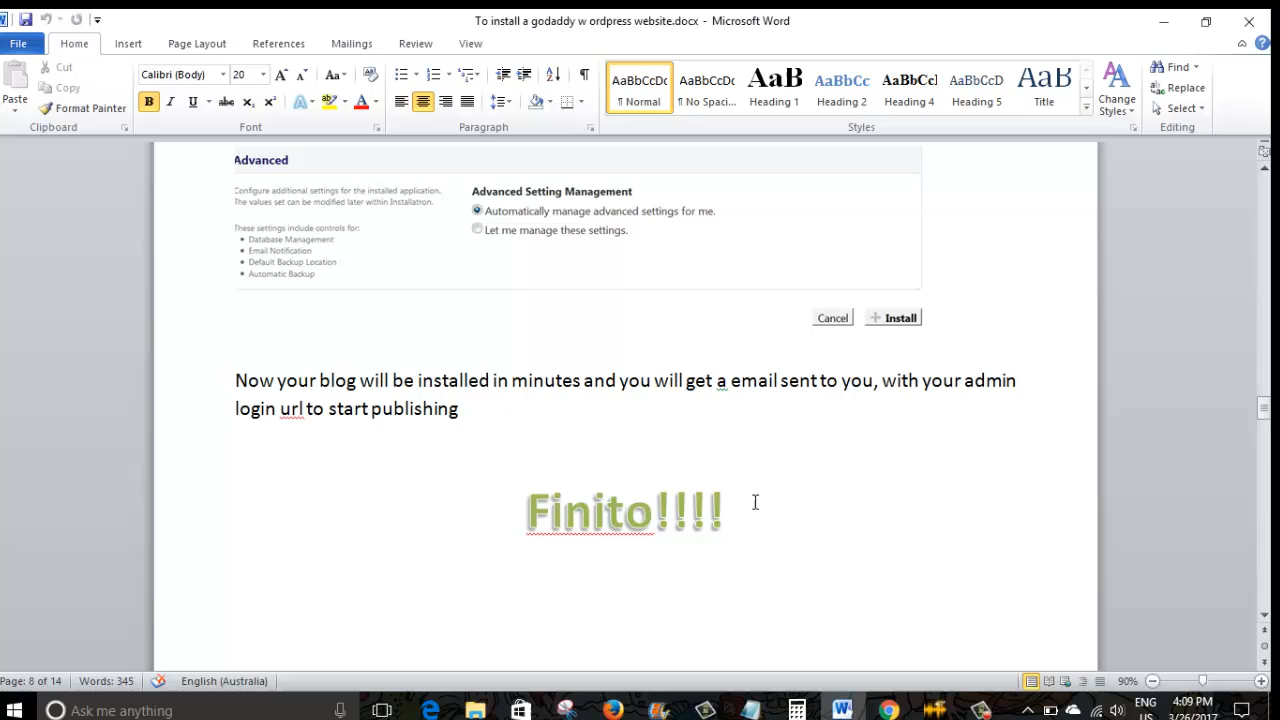 To install a godaddy w ordpress website.docx - Microsoft Word
File Home Insert Page Layout References Mailings Review View
Cut
Copy
Format Painter
Paste
Clipboard
Calibri (Body) 20
Font
Paragraph
AaBbCcDc AaBbCcDc AaB AaBbCc AaBbCcI AaBbCcD AaB
¶ Normal ¶ No Spaci... Heading 1 Heading 2 Heading 4 Heading 5 Title
Change
Styles
Styles
Find
Replace
Select
Editing
Advanced
Configure additional settings for the installed application.
The values set can be modified later within Installatron.
These settings include controls for:
Database Management
Email Notification
Default Backup Location
Automatic Backup
Advanced Setting Management
Automatically manage advanced settings for me.
Let me manage these settings.
Cancel Install
Now your blog will be installed in minutes and you will get a email sent to you, with your admin
login url to start publishing
Finito!!!!
Page: 8 of 14 Words: 345 English (Australia) 90%
Ask me anything
ENG 4:09 PM
US